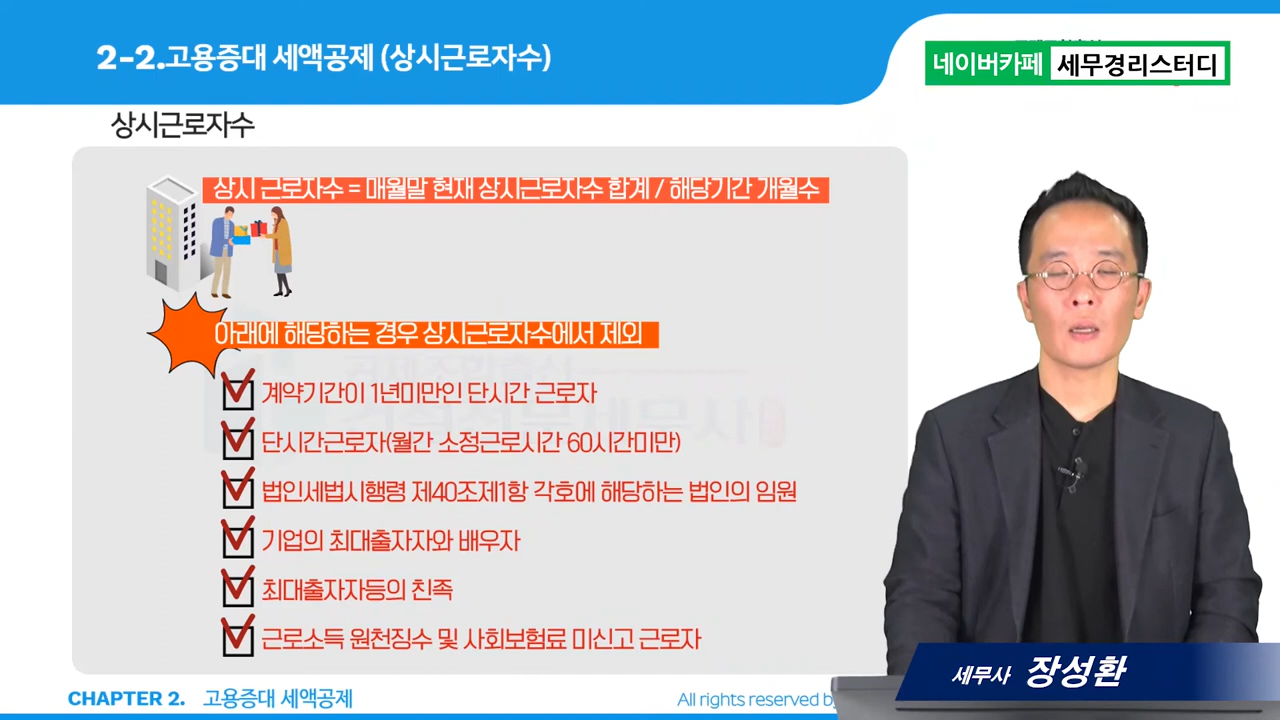 2-2.고용증대 세액공제 (상시근로자수)
네이버카페 세무경리스터디
상시근로자수
상시 근로자수 = 매월말 현재 상시근로자수 합계 / 해당기간 개월수
아래에 해당하는 경우 상시근로자수에서 제외
계약기간이 1년미만인 단시간 근로자
단시간근로자(월간 소정근로시간 60시간미만)
법인세법시행령 제40조제1항 각호에 해당하는 법인의 임원
기업의 최대출자자와 배우자
최대출자자등의 친족
근로소득 원천징수 및 사회보험료 미신고 근로자
세무사 장성환
CHAPTER 2. 고용증대 세액공제
All rights reserved by